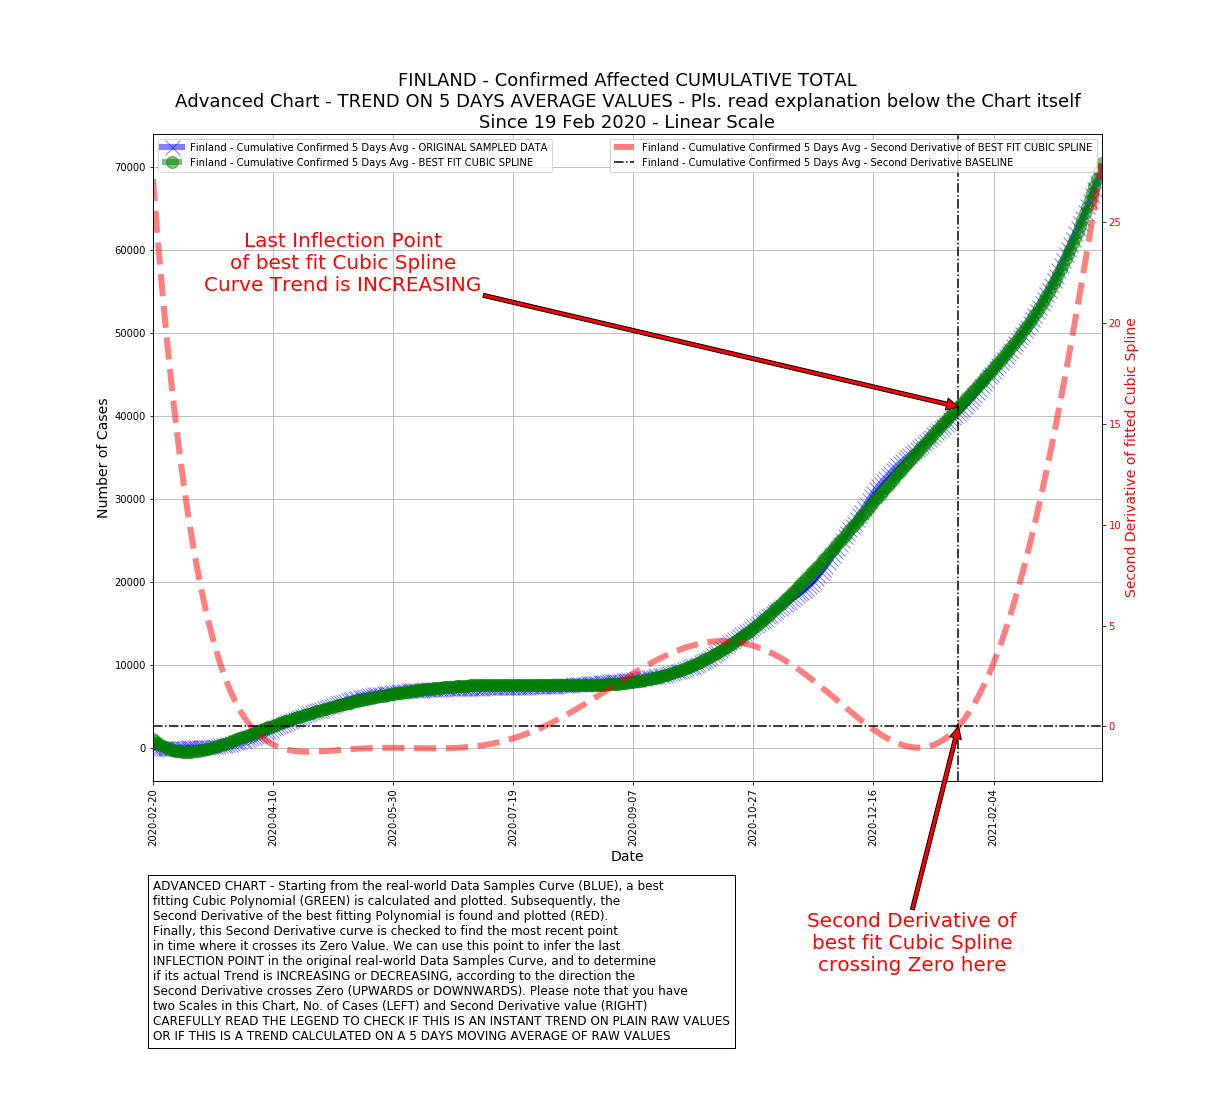 FINLAND - Confirmed Affected CUMULATIVE TOTAL
Advanced Chart - TREND ON 5 DAYS AVERAGE VALUES - Pls. read explanation below the Chart itself
Since 19 Feb 2020 - Linear Scale
Finland - Cumulative Confirmed 5 Days Avg - ORIGINAL SAMPLED DATA
Finland - Cumulative Confirmed 5 Days Avg - BEST FIT CUBIC SPLINE
Finland - Cumulative Confirmed 5 Days Avg - Second Derivative of BEST FIT CUBIC SPLINE
Finland - Cumulative Confirmed 5 Days Avg - Second Derivative BASELINE
Last Inflection Point
of best fit Cubic Spline
Curve Trend is INCREASING
Number of Cases
70000
60000
50000
40000
30000
20000
10000
0
25
20
15
10
5
0
Second Derivative of fitted Cubic Spline
2020-02-20
2020-04-10
2020-05-30
2020-07-19
2020-09-07
2020-10-27
2020-12-16
2021-02-04
Date
Second Derivative of
best fit Cubic Spline
crossing Zero here
ADVANCED CHART - Starting from the real-world Data Samples Curve (BLUE), a best
fitting Cubic Polynomial (GREEN) is calculated and plotted. Subsequently, the
Second Derivative of the best fitting Polynomial is found and plotted (RED).
Finally, this Second Derivative curve is checked to find the most recent point
in time where it crosses its Zero Value. We can use this point to infer the last
INFLECTION POINT in the original real-world Data Samples Curve, and to determine
if its actual Trend is INCREASING or DECREASING, according to the direction the
Second Derivative crosses Zero (UPWARDS or DOWNWARDS). Please note that you have
two Scales in this Chart, No. of Cases (LEFT) and Second Derivative value (RIGHT)
CAREFULLY READ THE LEGEND TO CHECK IF THIS IS AN INSTANT TREND ON PLAIN RAW VALUES
OR IF THIS IS A TREND CALCULATED ON A 5 DAYS MOVING AVERAGE OF RAW VALUES